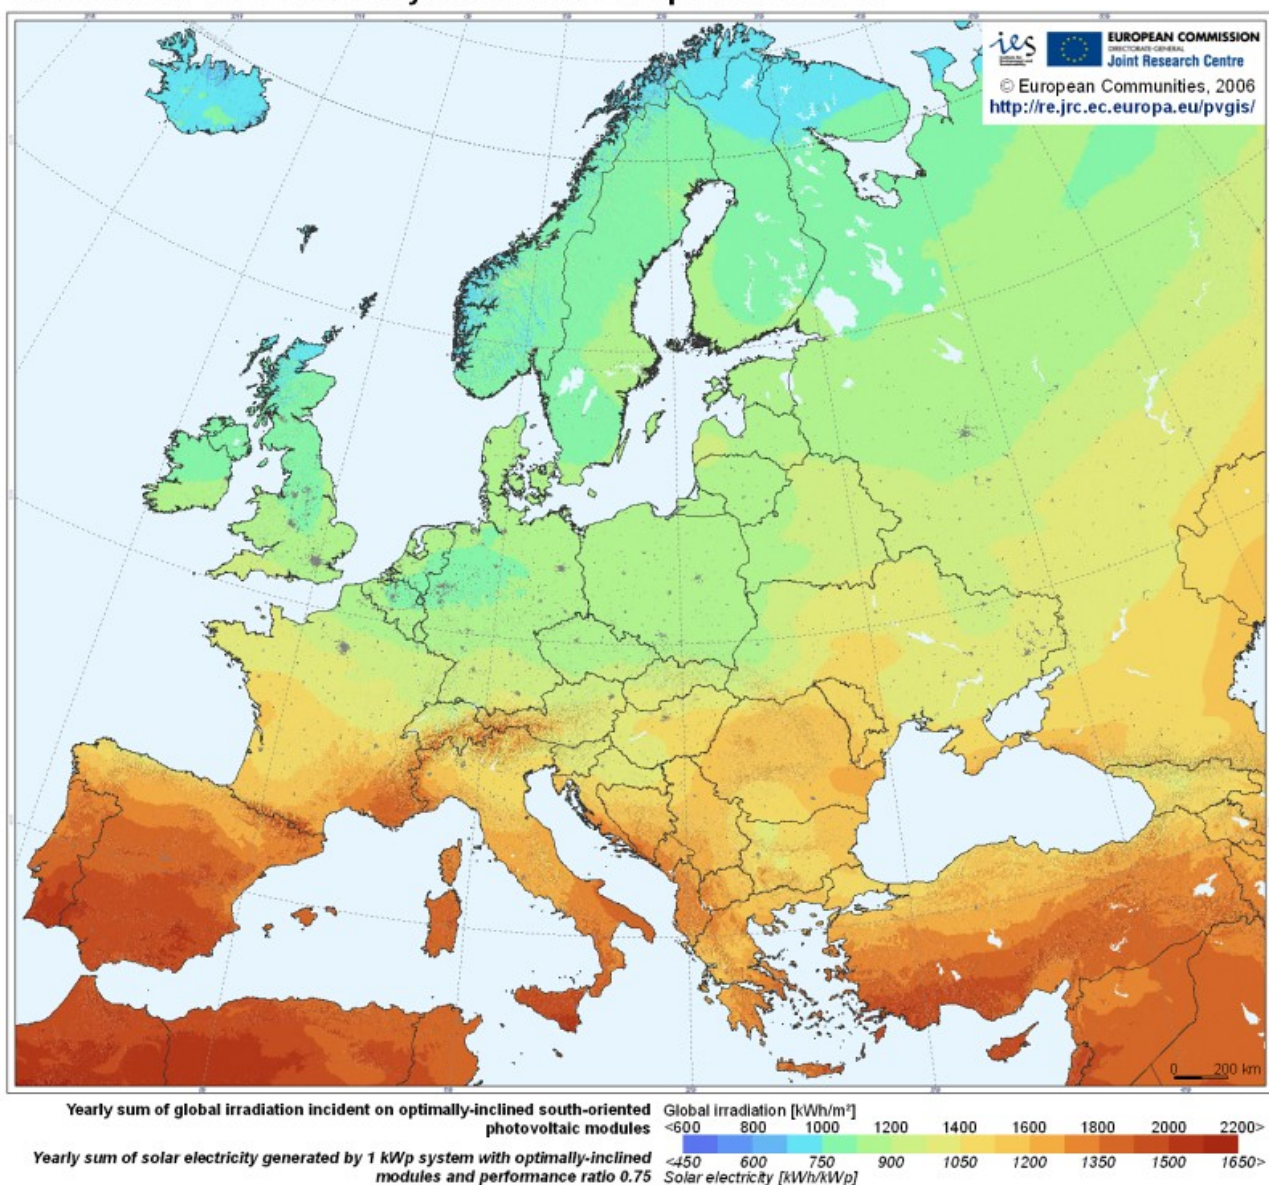 ies
EUROPEAN COMMISSION
DIRECTORATE-GENERAL
Joint Research Centre
© European Communities, 2006
http://re.jrc.ec.europa.eu/pvgis/
0 200 km
Yearly sum of global irradiation incident on optimally-inclined south-oriented
photovoltaic modules
Yearly sum of solar electricity generated by 1 kWp system with optimally-inclined
modules and performance ratio 0.75
Global irradiation [kWh/m²]
<600 800 1000 1200 1400 1600 1800 2000 2200>
<450 600 750 900 1050 1200 1350 1500 1650>
Solar electricity [kWh/kWp]